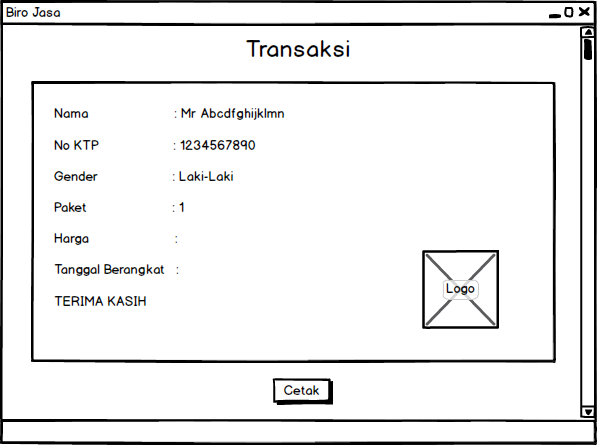 Biro Jasa
Transaksi
Nama : Mr Abcdfghijklmn
No KTP : 1234567890
Gender : Laki-Laki
Paket : 1
Harga :
Tanggal Berangkat :
Logo
TERIMA KASIH
Cetak